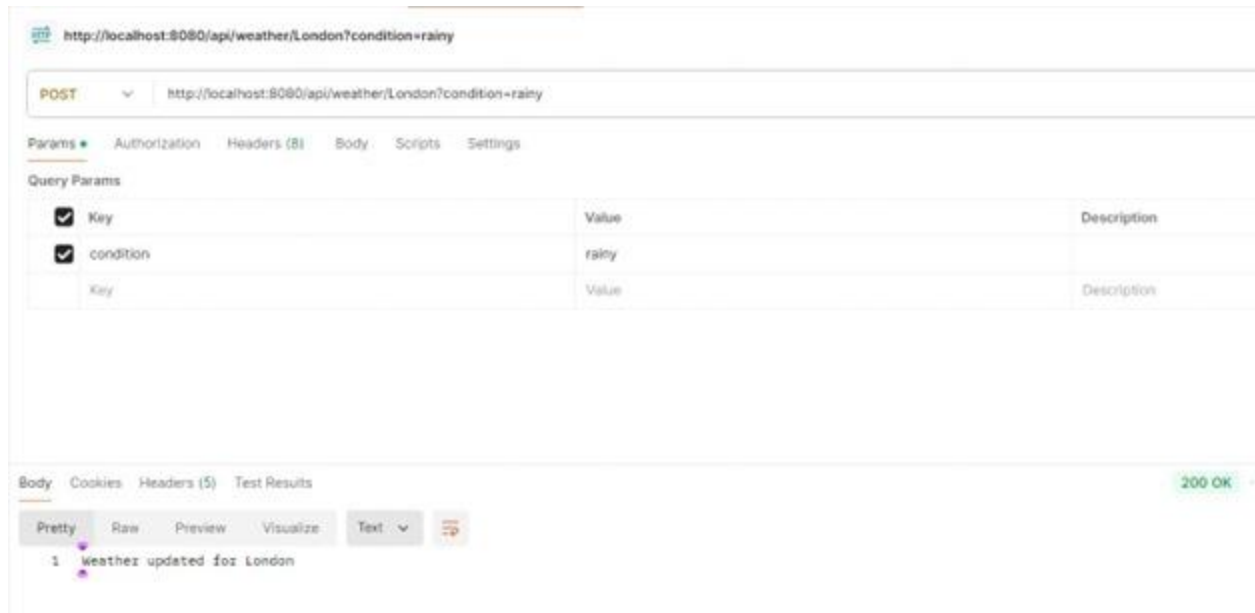 HTTP http://localhost:8080/api/weather/London?condition=rainy
POST http://localhost:8080/api/weather/London?condition=rainy
Params Authorization Headers (8) Body Scripts Settings
Query Params
Key Value Description
condition rainy
Key Value Description
Body Cookies Headers (5) Test Results 200 OK
Pretty Raw Preview Visualize Text
1 Weather updated for London